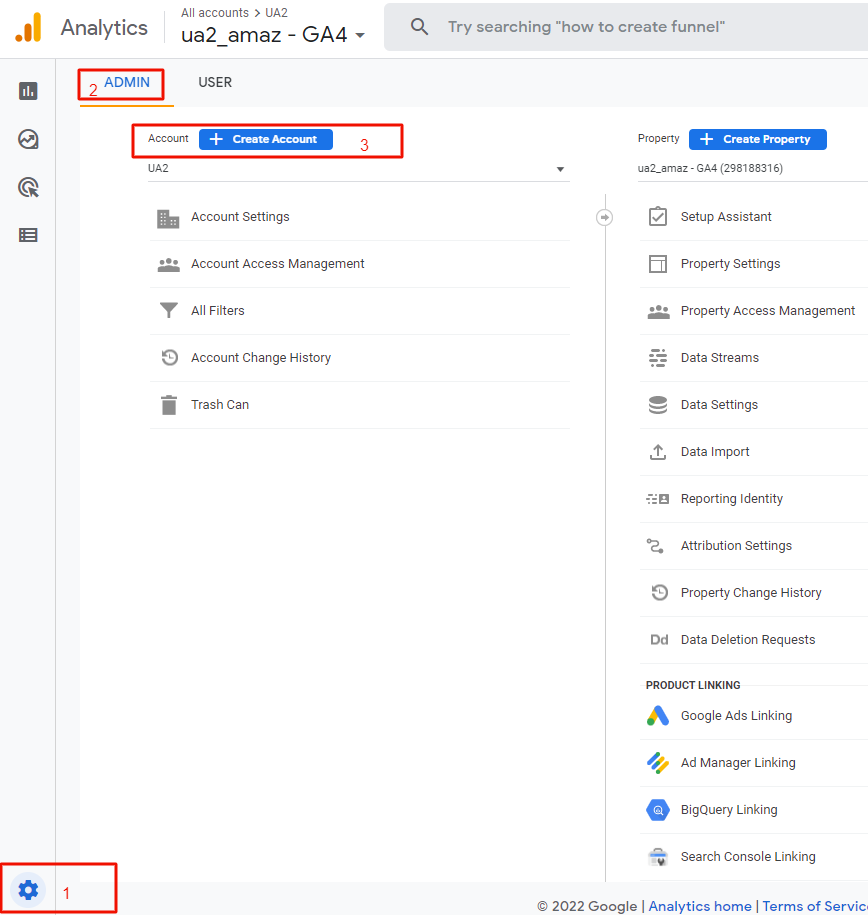 Analytics
All accounts > UA2
ua2_amaz - GA4
Try searching "how to create funnel"
2 ADMIN
USER
Account
+ Create Account
3
UA2
Account Settings
Account Access Management
All Filters
Account Change History
Trash Can
Property
+ Create Property
ua2_amaz - GA4 (298188316)
Setup Assistant
Property Settings
Property Access Management
Data Streams
Data Settings
Data Import
Reporting Identity
Attribution Settings
Property Change History
Dd Data Deletion Requests
PRODUCT LINKING
Google Ads Linking
Ad Manager Linking
BigQuery Linking
Search Console Linking
1
© 2022 Google | Analytics home | Terms of Servic